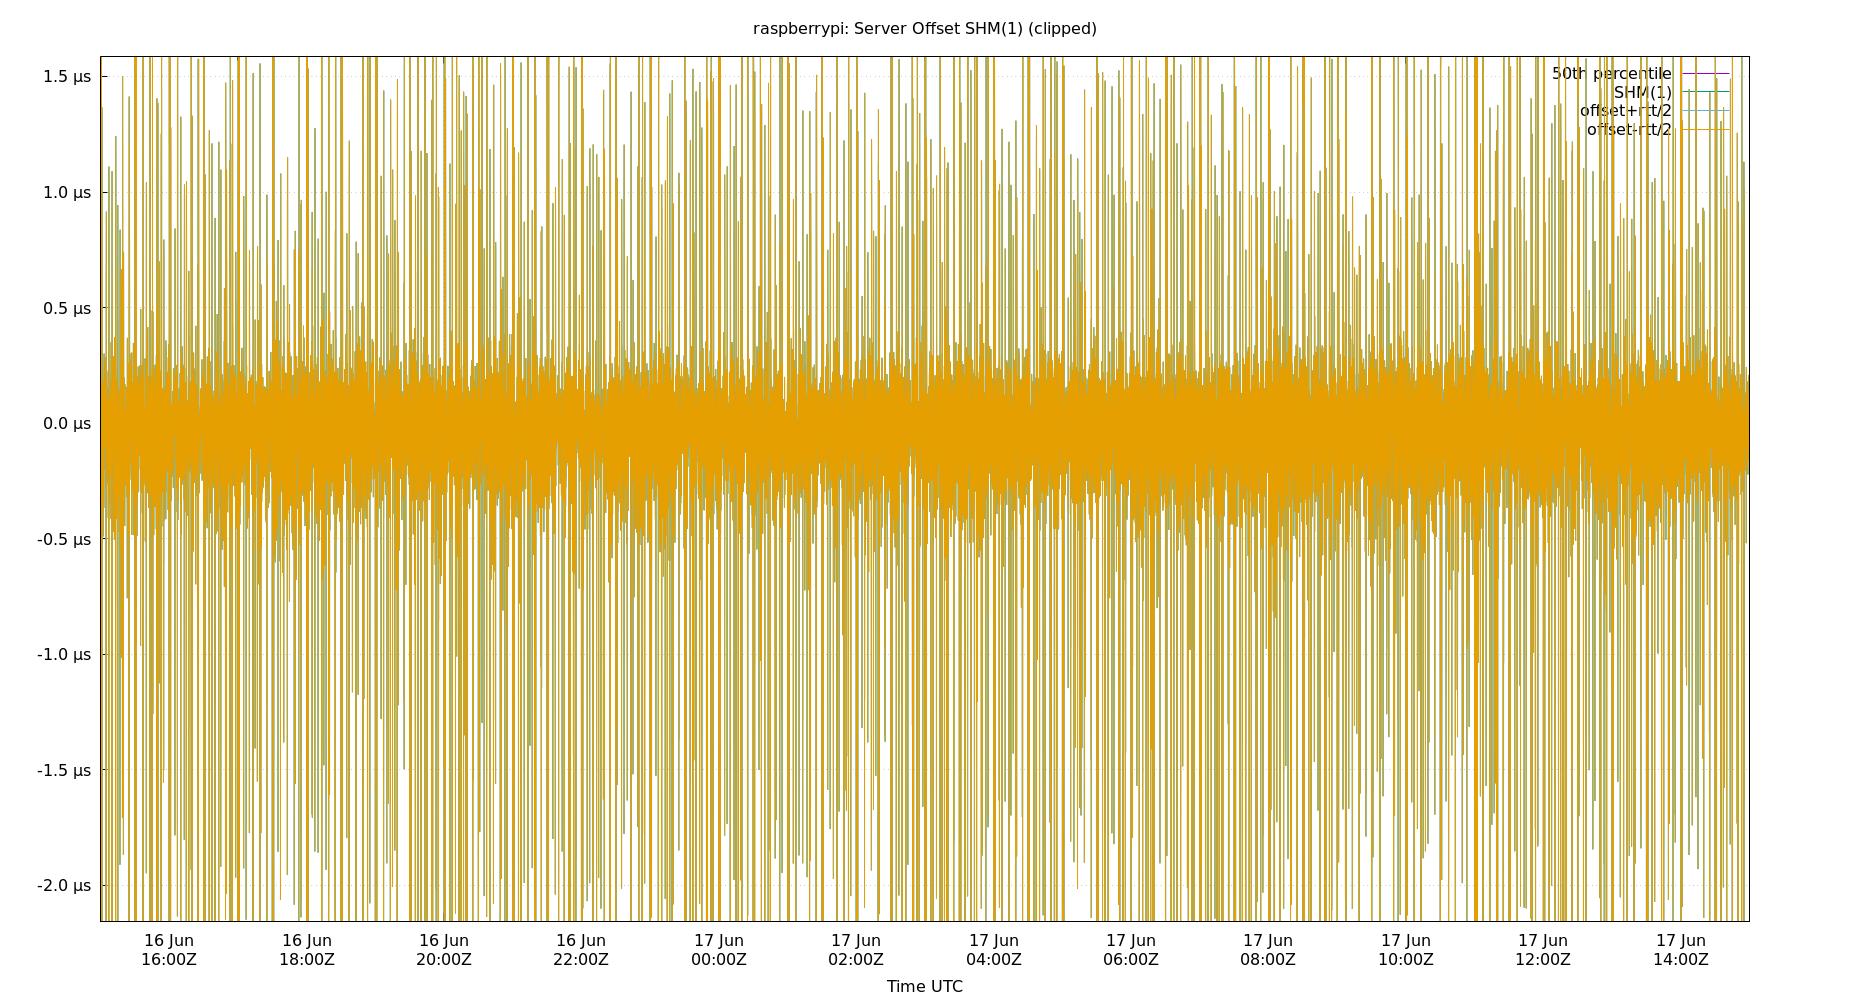 raspberrypi: Server Offset SHM(1) (clipped)
1.5 µs
1.0 µs
0.5 µs
0.0 µs
-0.5 µs
-1.0 µs
-1.5 µs
-2.0 µs
50th percentile
SHM(1)
offset+rtt/2
offset-rtt/2
16 Jun 16 Jun 16 Jun 16 Jun 17 Jun 17 Jun 17 Jun 17 Jun 17 Jun 17 Jun 17 Jun 17 Jun
16:00Z 18:00Z 20:00Z 22:00Z 00:00Z 02:00Z 04:00Z 06:00Z 08:00Z 10:00Z 12:00Z 14:00Z
Time UTC